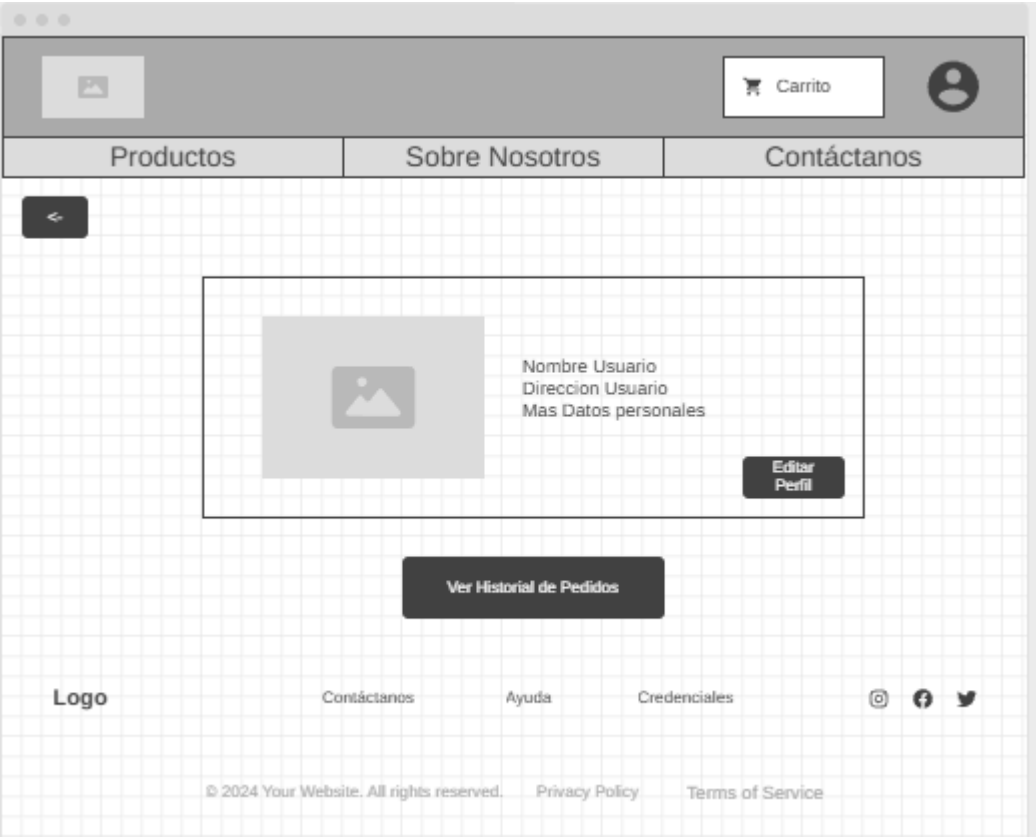 Carrito
Productos
Sobre Nosotros
Contáctanos
<-
Nombre Usuario
Direccion Usuario
Mas Datos personales
Editar
Perfil
Ver Historial de Pedidos
Logo
Contáctanos
Ayuda
Credenciales
© 2024 Your Website. All rights reserved.
Privacy Policy
Terms of Service